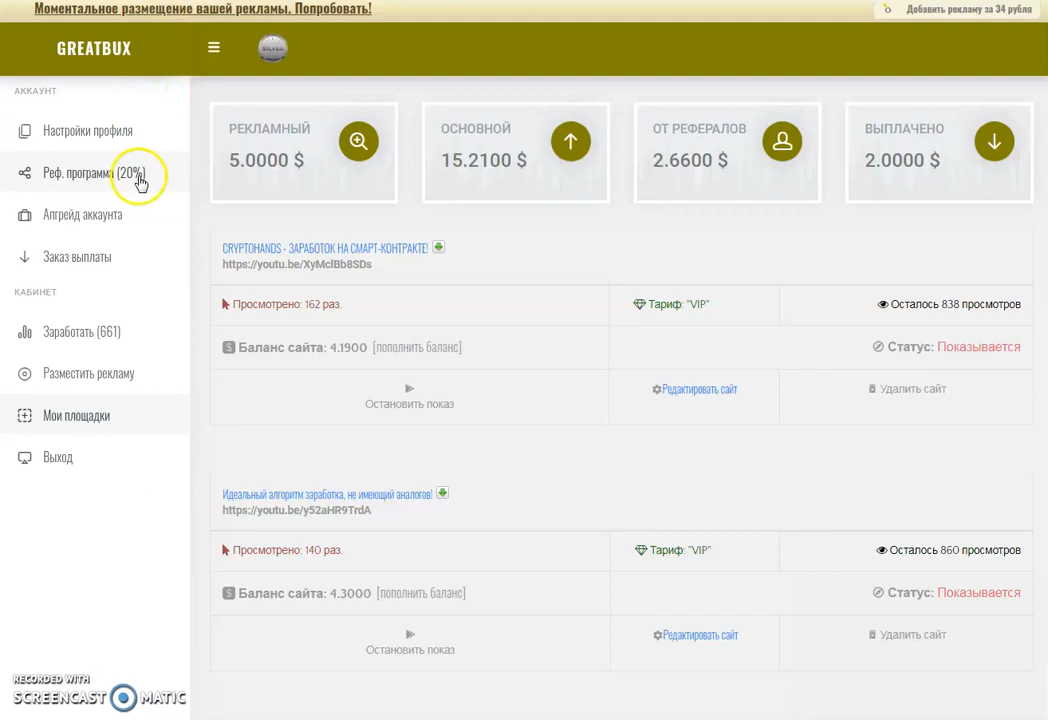 Моментальное размещение вашей рекламы. Попробовать!
Добавить рекламу за 34 рубля
GREATBUX
SILVER
АККАУНТ
Настройки профиля
Реф. программа (20%)
Апгрейд аккаунта
Заказ выплаты
КАБИНЕТ
Заработать (661)
Разместить рекламу
Мои площадки
Выход
РЕКЛАМНЫЙ
5.0000 $
ОСНОВНОЙ
15.2100 $
ОТ РЕФЕРАЛОВ
2.6600 $
ВЫПЛАЧЕНО
2.0000 $
CRYPTOHANDS - ЗАРАБОТОК НА СМАРТ-КОНТРАКТЕ!
https://youtu.be/XyMclBb8SDs
Просмотрено: 162 раз.
Тариф: "VIP"
Осталось 838 просмотров
Баланс сайта: 4.1900 [пополнить баланс]
Статус: Показывается
Остановить показ
Редактировать сайт
Удалить сайт
Идеальный алгоритм заработка, не имеющий аналогов!
https://youtu.be/y52aHR9TrdA
Просмотрено: 140 раз.
Тариф: "VIP"
Осталось 860 просмотров
Баланс сайта: 4.3000 [пополнить баланс]
Статус: Показывается
Остановить показ
Редактировать сайт
Удалить сайт
RECORDED WITH
SCREENCAST MATIC